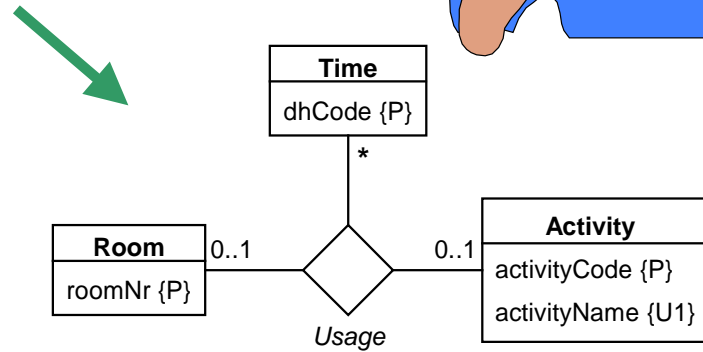 Time
dhCode {P}
*
Room
roomNr {P}
0..1
0..1
Activity
activityCode {P}
activityName {U1}
Usage